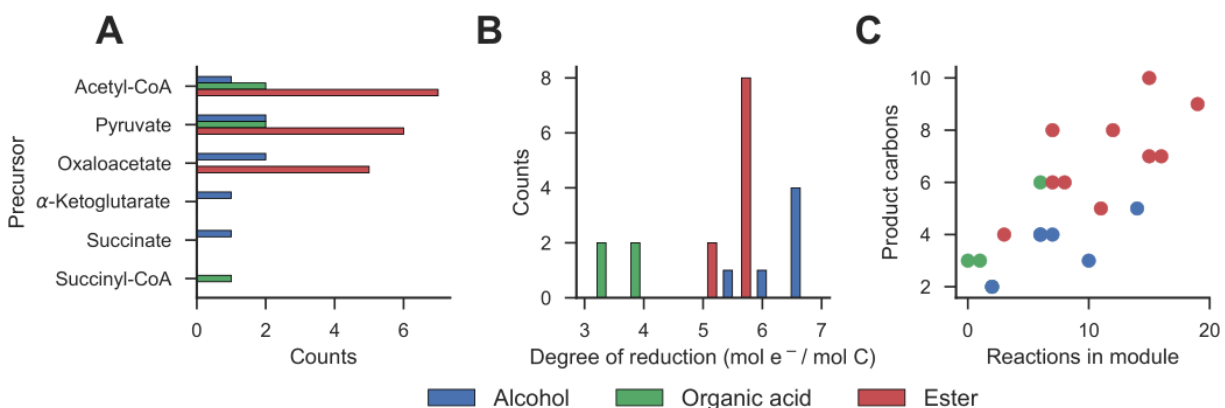 A
Precursor
Acetyl-CoA
Pyruvate
Oxaloacetate
α-Ketoglutarate
Succinate
Succinyl-CoA
0 2 4 6
Counts
B
Counts
8
6
4
2
0
3 4 5 6 7
Degree of reduction (mol e⁻ / mol C)
C
Product carbons
10
8
6
4
2
0 10 20
Reactions in module
Alcohol Organic acid Ester